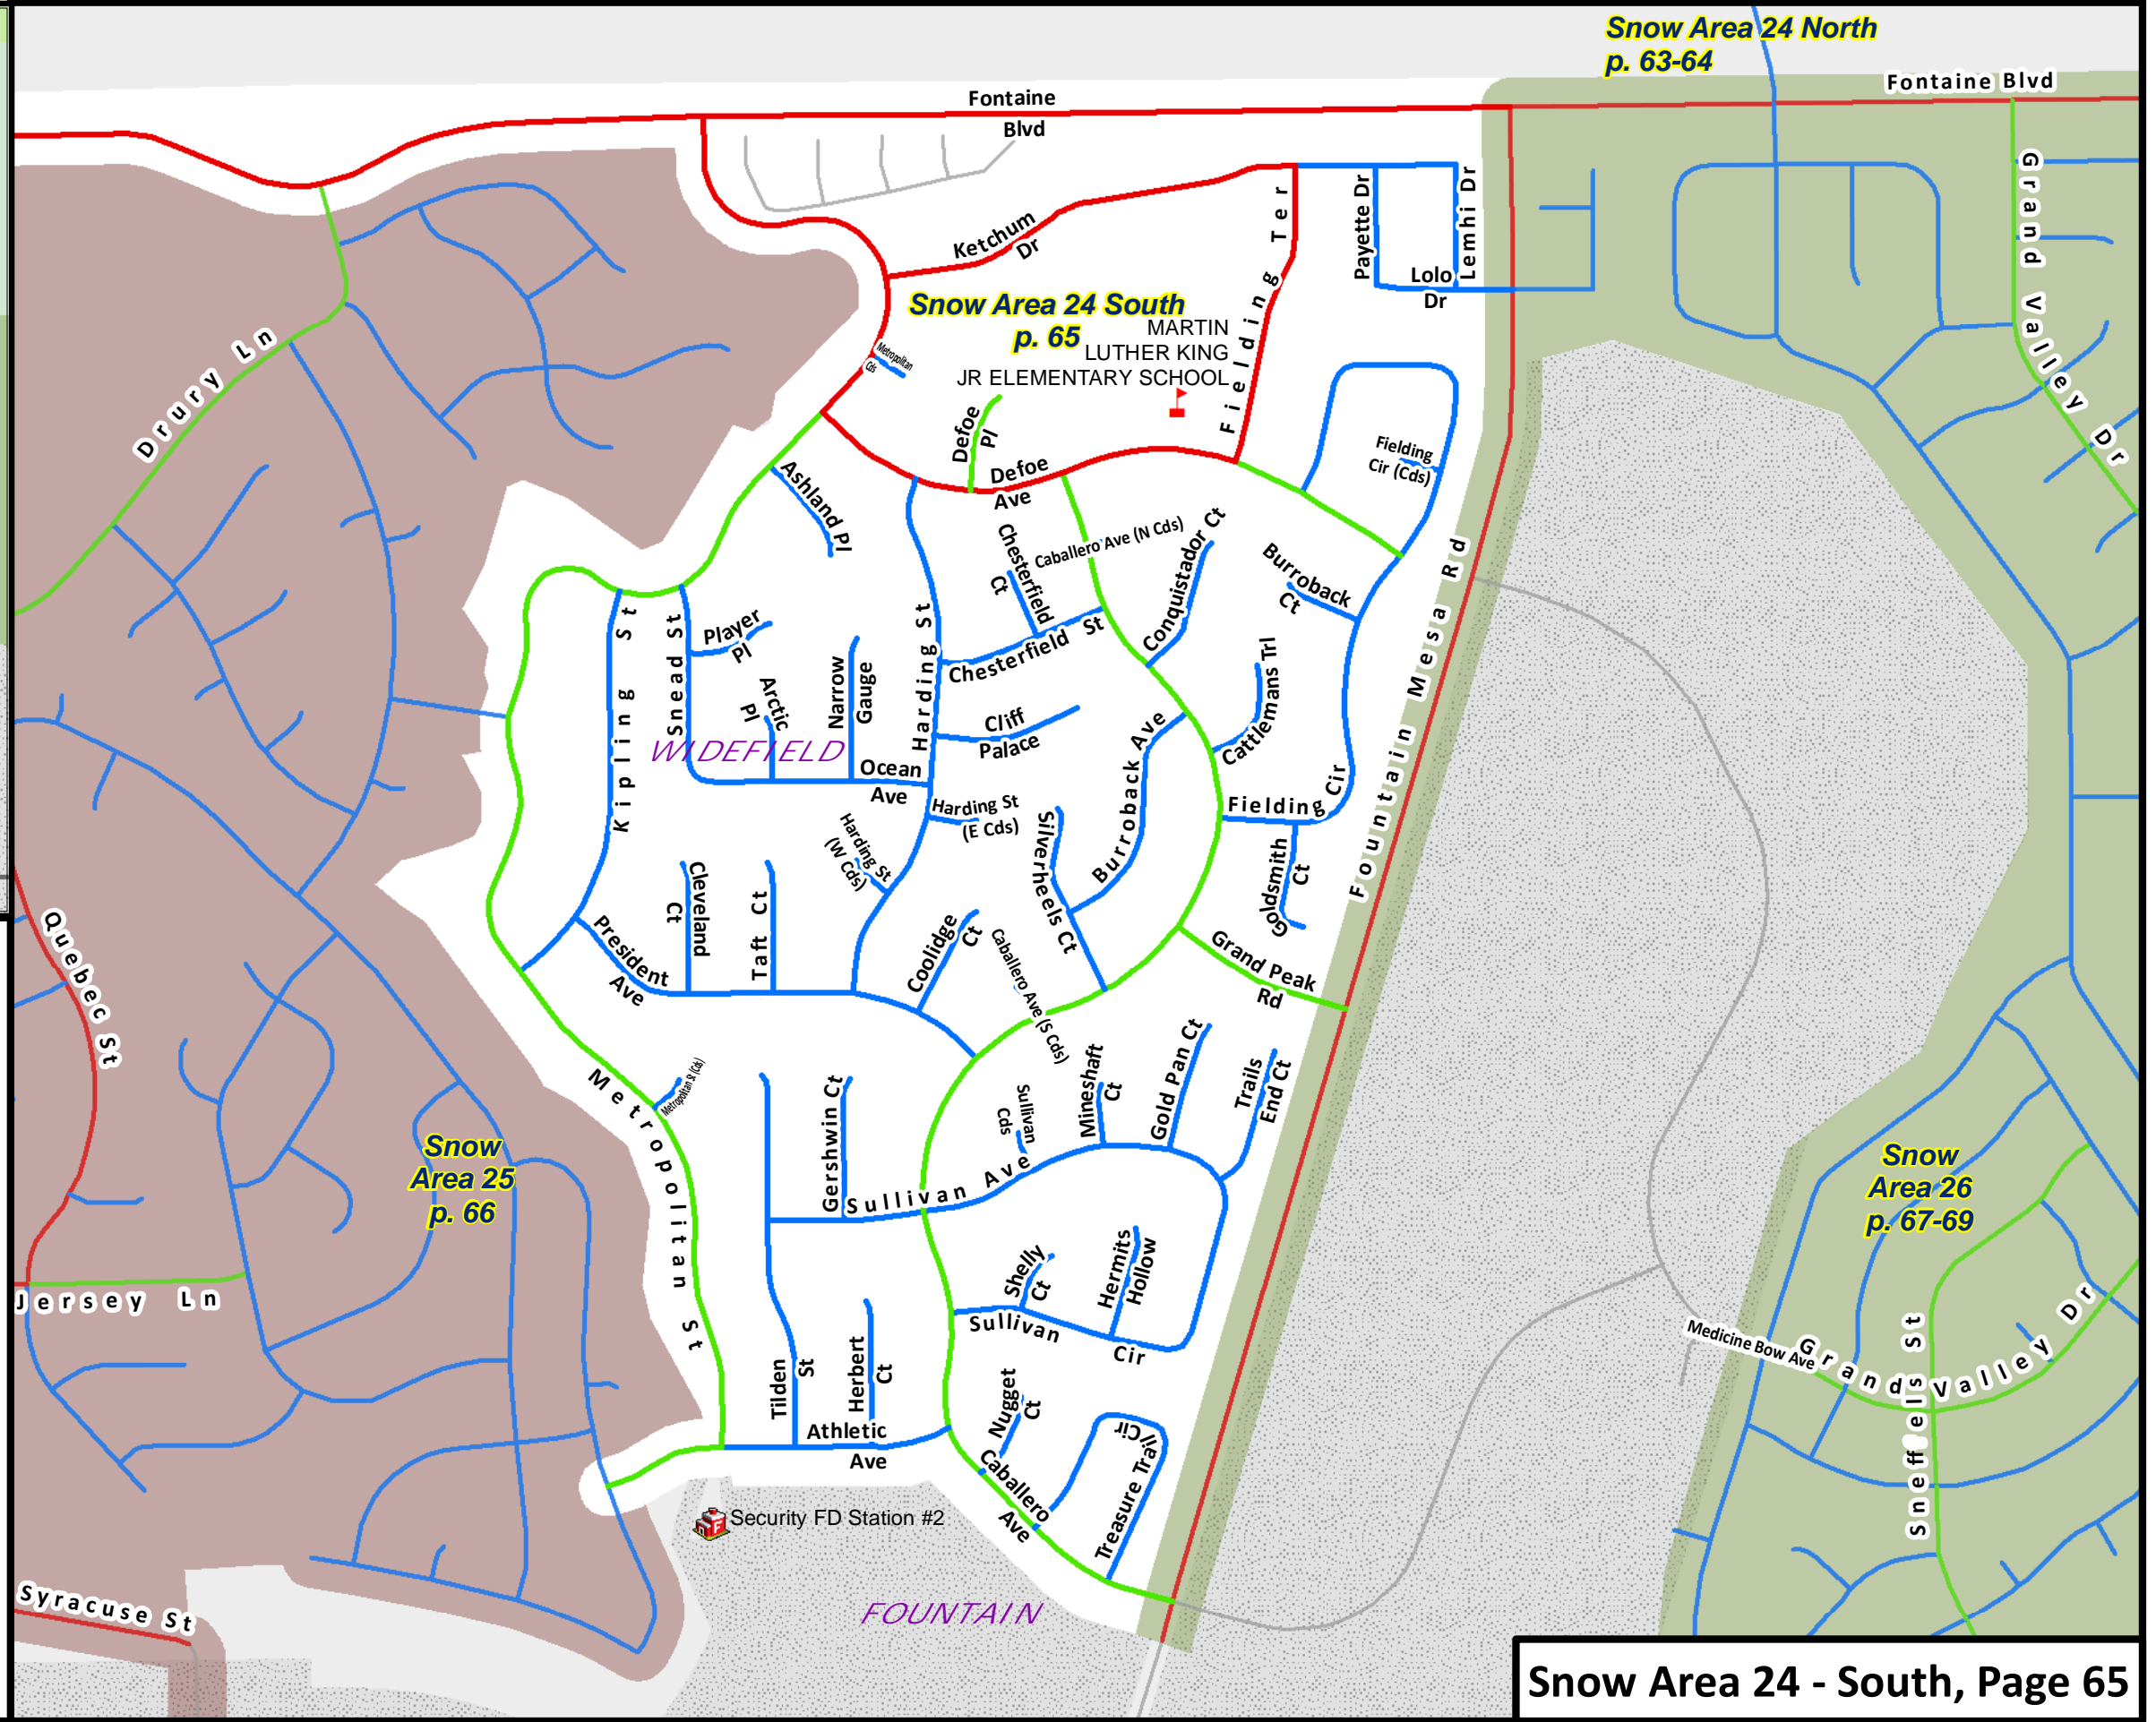 Snow Area 24 North
p. 63-64
Fontaine Blvd
Fontaine
Blvd
Grand Valley Dr
Ketchum
Dr
Fielding Ter
Payette Dr
Lemhi Dr
Lolo
Dr
Snow Area 24 South
p. 65
MARTIN
LUTHER KING
JR ELEMENTARY SCHOOL
Metropolitan
Cds
Drury Ln
Defoe
Pl
Defoe
Ave
Fielding
Cir (Cds)
Ashland Pl
Chesterfield
Ct
Caballero Ave (N Cds)
Conquistador Ct
Burroback
Ct
Fountain Mesa Rd
Kipling St
Snead St
Player
Pl
Arctic
Pl
Narrow
Gauge
Harding St
Chesterfield St
Cliff
Palace
Cattlemans Trl
Burroback Ave
WIDEFIELD
Ocean
Ave
Harding St
(E Cds)
Harding St
(W Cds)
Silverheels Ct
Fielding Cir
Goldsmith
Ct
Cleveland
Ct
Taft Ct
President
Ave
Coolidge
Ct
Caballero Ave (S Cds)
Grand Peak
Rd
Quebec St
Metropolitan St (Cds)
Metropolitan St
Gershwin Ct
Sullivan
Cds
Mineshaft
Ct
Gold Pan Ct
Trails
End Ct
Sullivan Ave
Snow
Area 25
p. 66
Snow
Area 26
p. 67-69
Jersey Ln
Shelly
Ct
Hermits
Hollow
Sullivan
Cir
Medicine Bow Ave
Grand Valley Dr
Sneffels St
Tilden
St
Herbert
Ct
Nugget
Ct
Athletic
Ave
Caballero
Ave
Treasure Trail Cir
Security FD Station #2
FOUNTAIN
Syracuse St
Snow Area 24 - South, Page 65